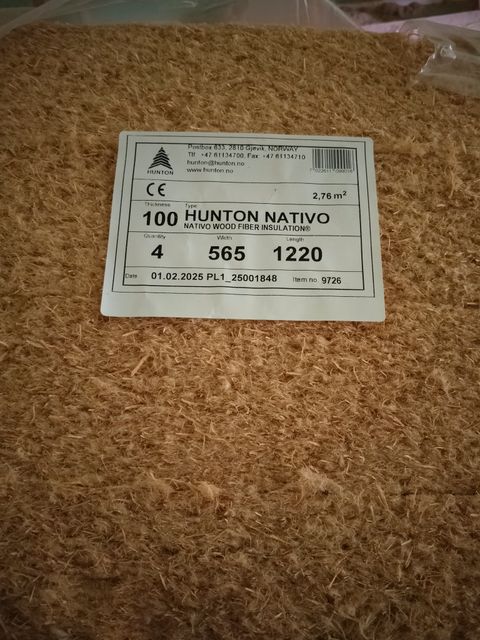 HUNTON
Postbox 633, 2810 Gjøvik, NORWAY
Tlf. +47 61134700, Fax: +47 61134710
hunton@hunton.no
www.hunton.no
CE
2,76 m²
Thickness Type
100 HUNTON NATIVO
NATIVO WOOD FIBER INSULATION®
Quantity Width Length
4 565 1220
Date 01.02.2025 PL1_25001848 Item no. 9726